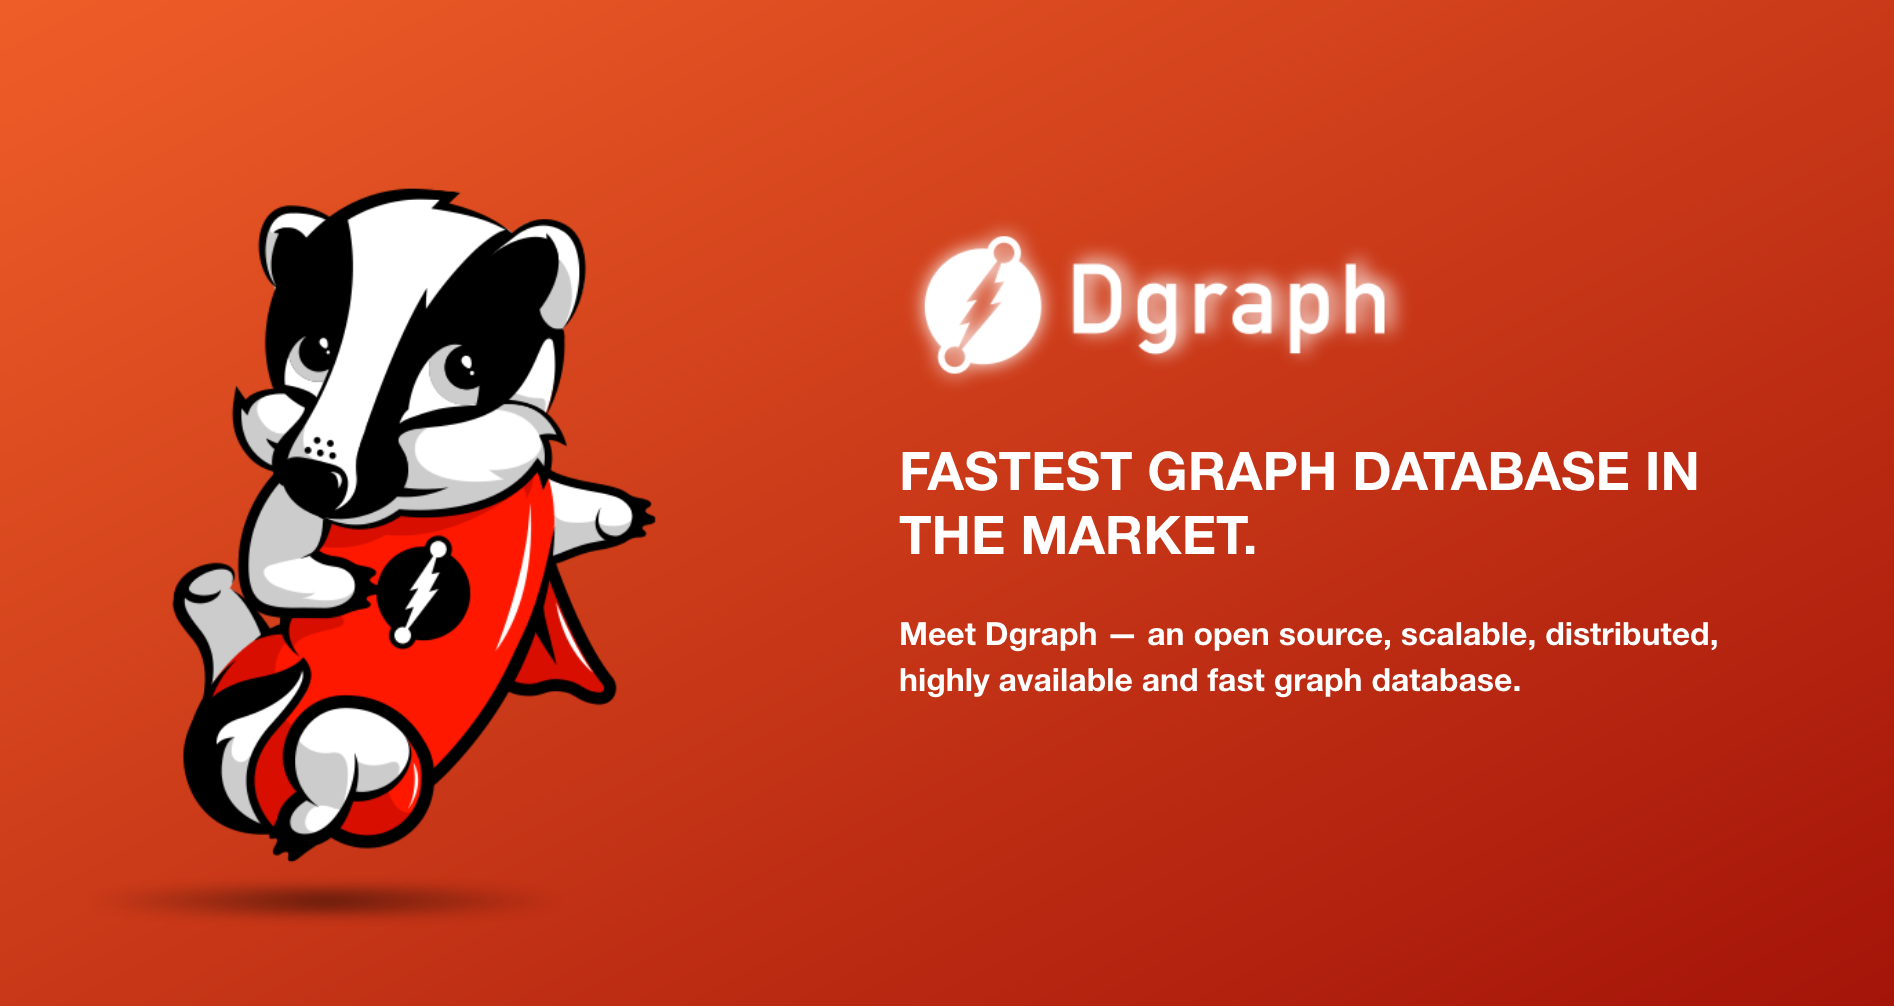 Dgraph
FASTEST GRAPH DATABASE IN
THE MARKET.
Meet Dgraph — an open source, scalable, distributed,
highly available and fast graph database.